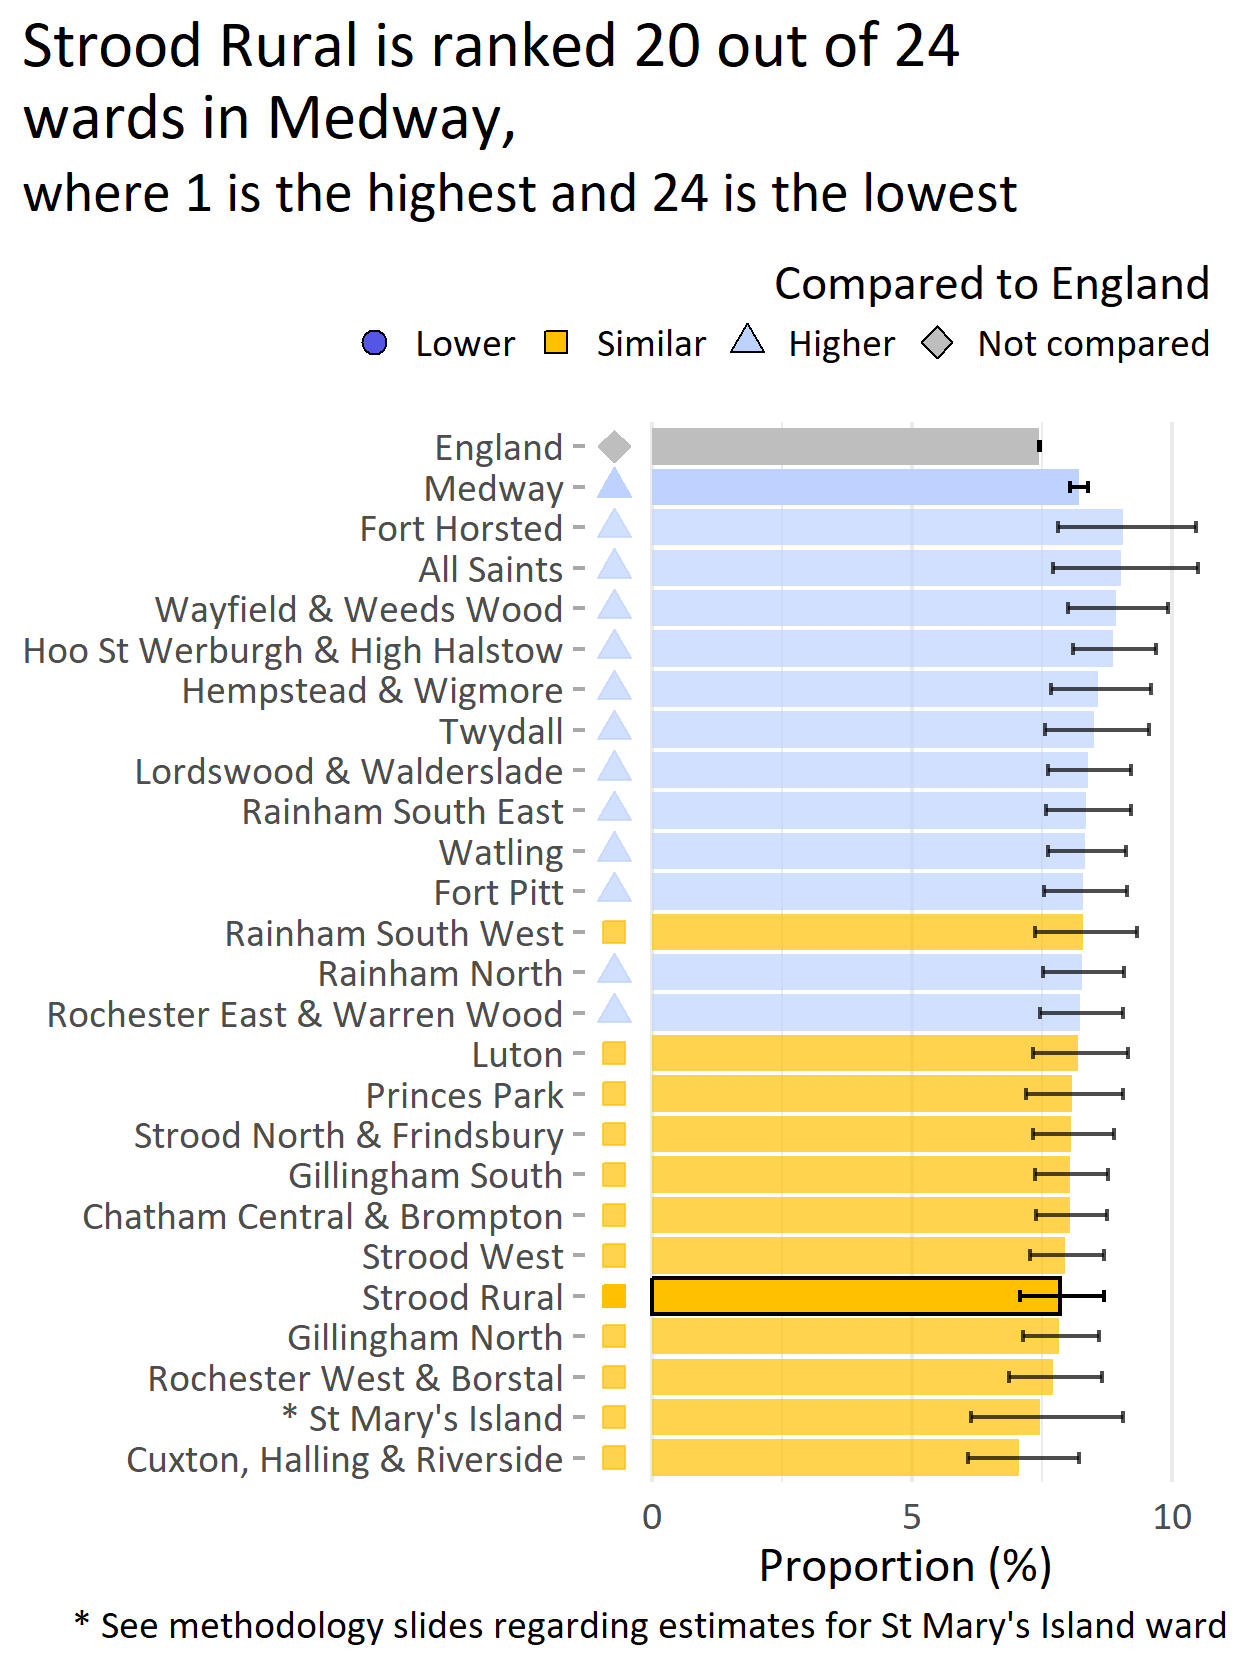 Strood Rural is ranked 20 out of 24
wards in Medway,
where 1 is the highest and 24 is the lowest
Compared to England
Lower Similar Higher Not compared
England
Medway
Fort Horsted
All Saints
Wayfield & Weeds Wood
Hoo St Werburgh & High Halstow
Hempstead & Wigmore
Twydall
Lordswood & Walderslade
Rainham South East
Watling
Fort Pitt
Rainham South West
Rainham North
Rochester East & Warren Wood
Luton
Princes Park
Strood North & Frindsbury
Gillingham South
Chatham Central & Brompton
Strood West
Strood Rural
Gillingham North
Rochester West & Borstal
* St Mary's Island
Cuxton, Halling & Riverside
0 5 10
Proportion (%)
* See methodology slides regarding estimates for St Mary's Island ward